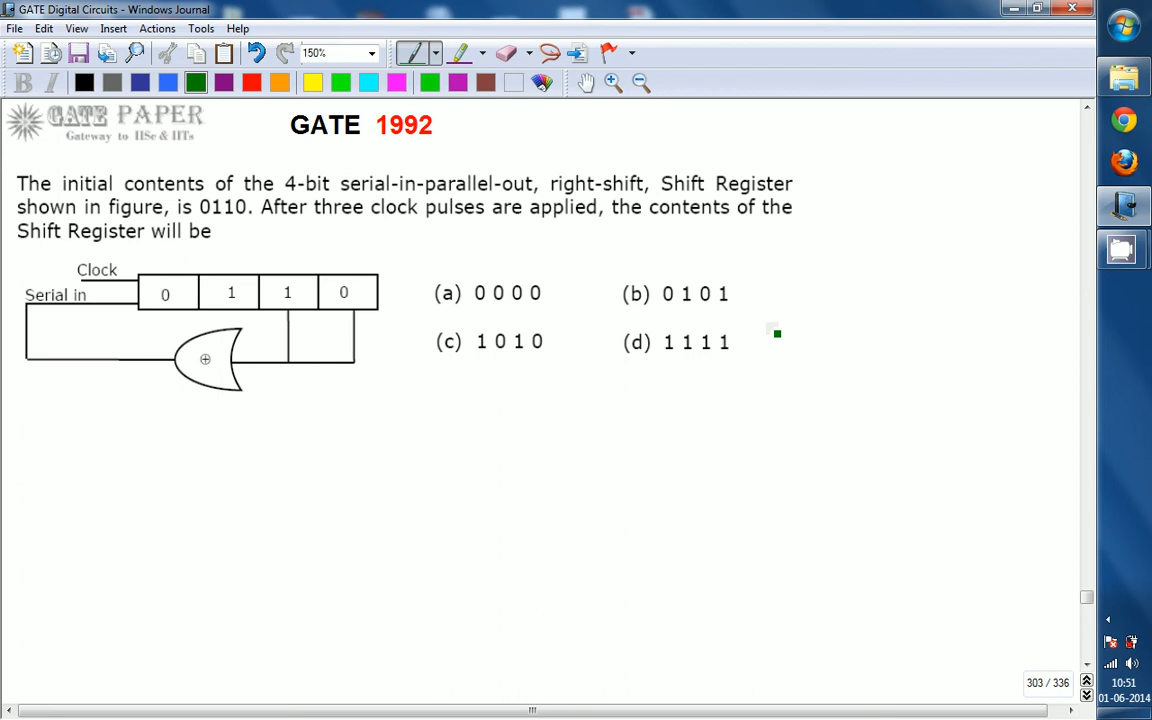 GATE Digital Circuits - Windows Journal
File Edit View Insert Actions Tools Help
150%
B I
GATE PAPER
Gateway to IISc & IITs
GATE 1992
The initial contents of the 4-bit serial-in-parallel-out, right-shift, Shift Register
shown in figure, is 0110. After three clock pulses are applied, the contents of the
Shift Register will be
Clock
Serial in
0 1 1 0
(a) 0 0 0 0 (b) 0 1 0 1
(c) 1 0 1 0 (d) 1 1 1 1
303 / 336
10:51
01-06-2014